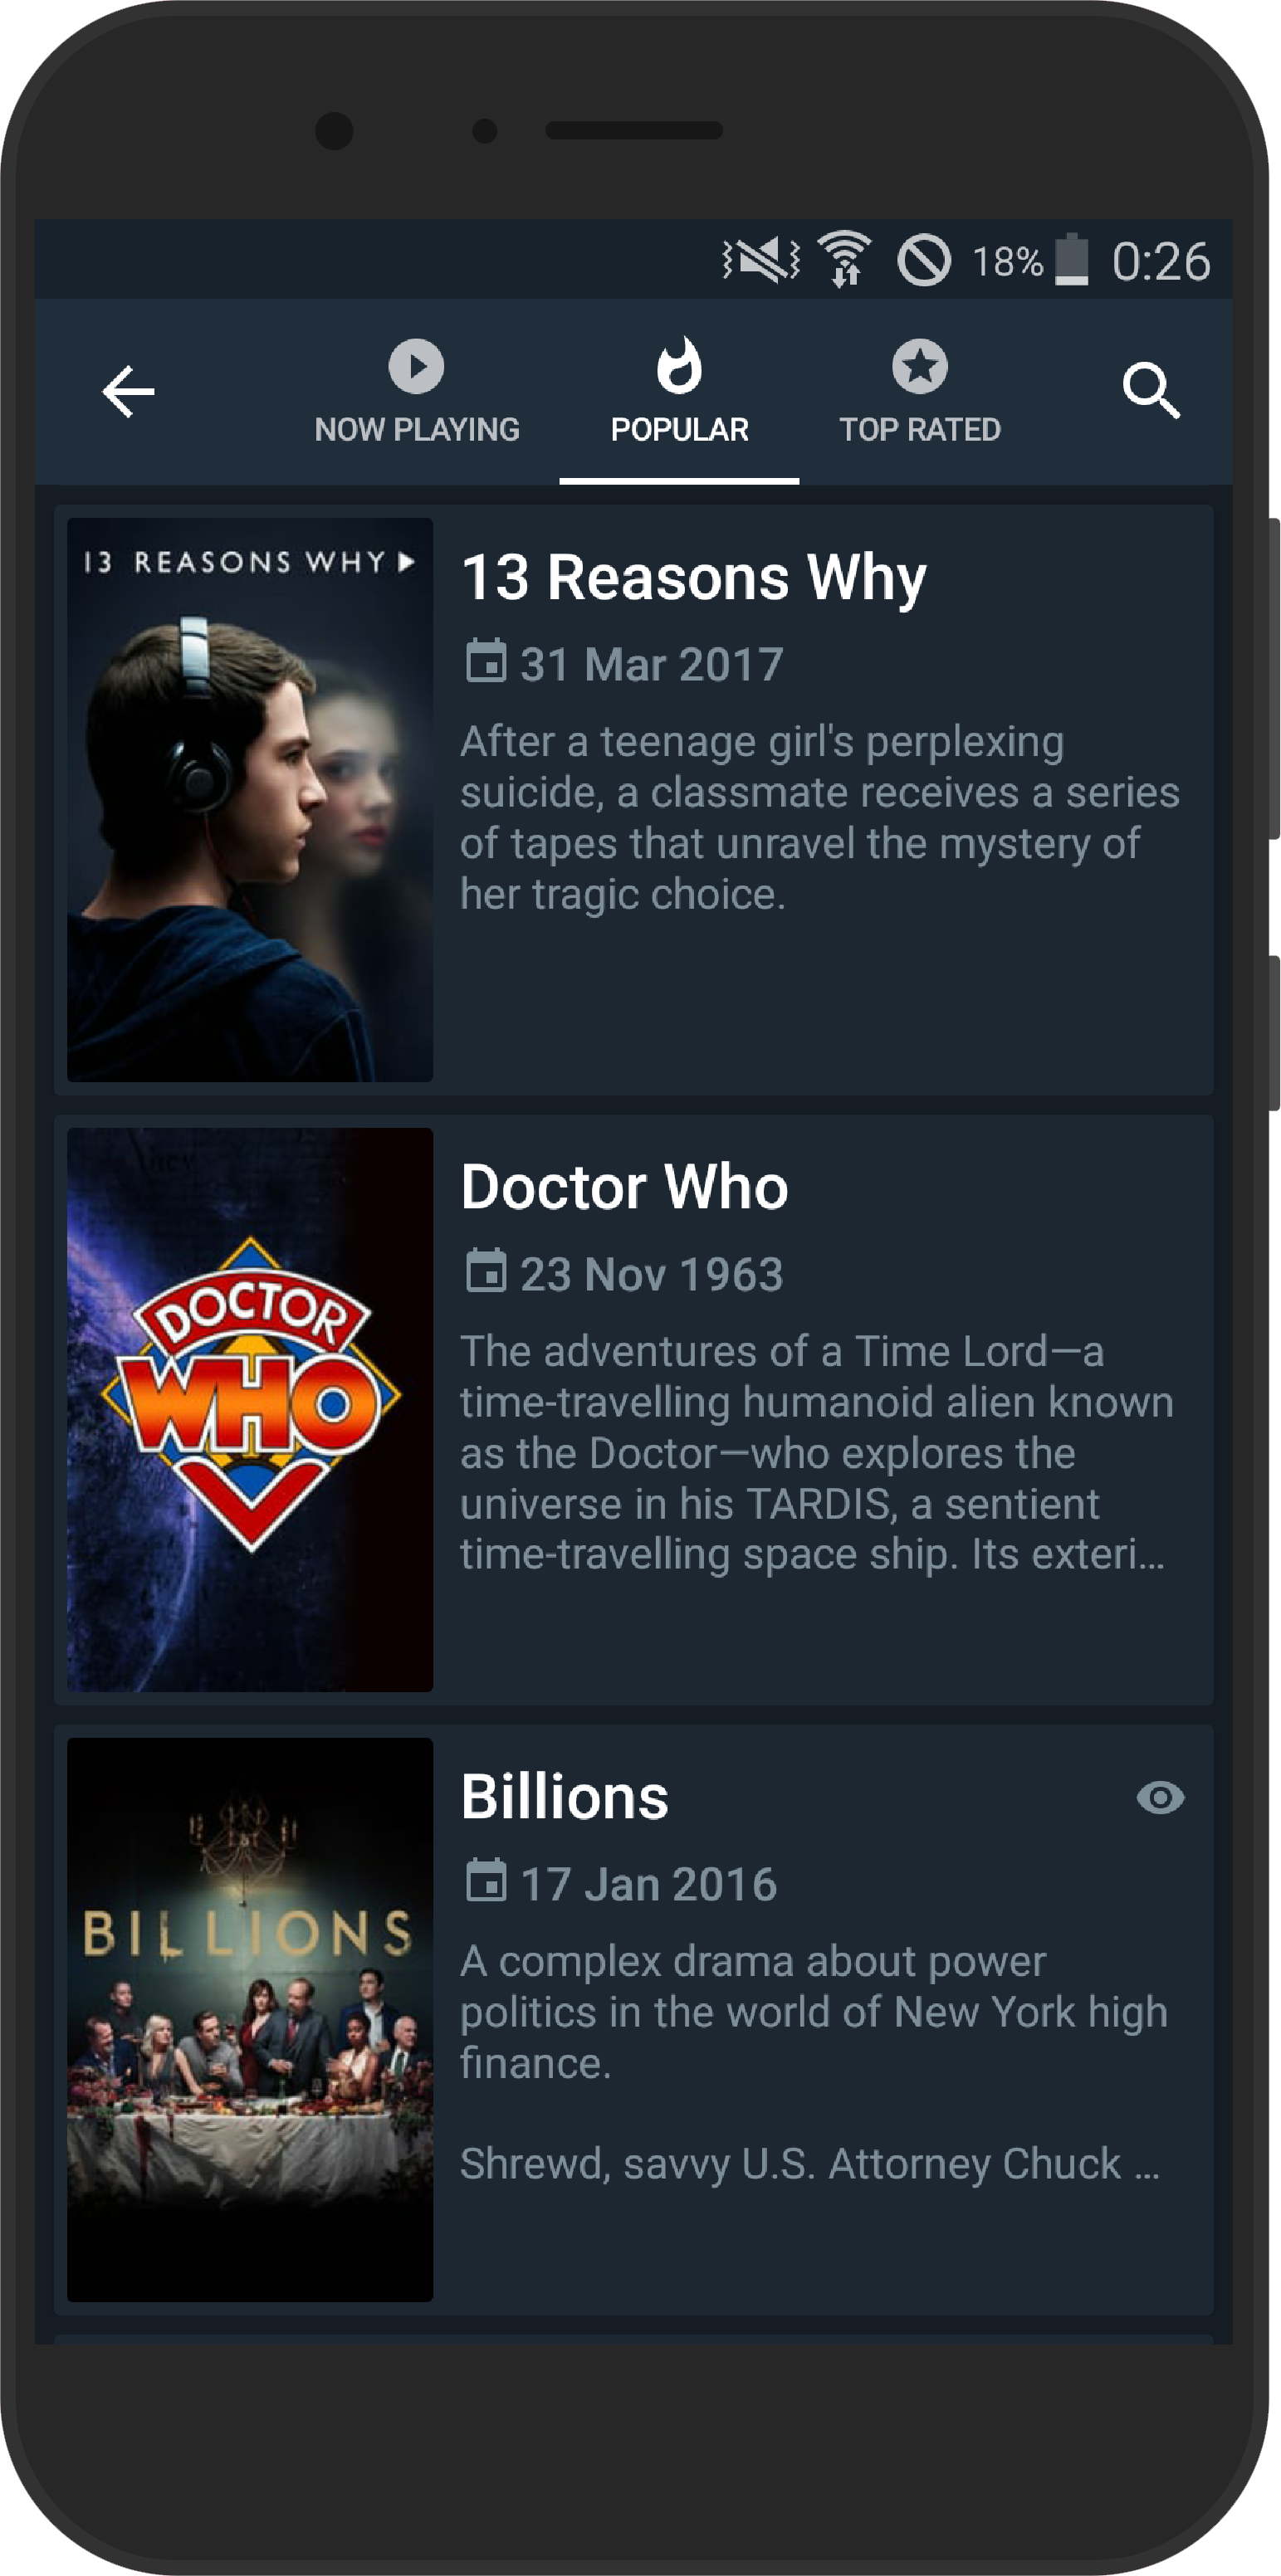 18% 0:26
NOW PLAYING POPULAR TOP RATED
13 REASONS WHY
13 Reasons Why
31 Mar 2017
After a teenage girl's perplexing
suicide, a classmate receives a series
of tapes that unravel the mystery of
her tragic choice.
DOCTOR
WHO
Doctor Who
23 Nov 1963
The adventures of a Time Lord—a
time-travelling humanoid alien known
as the Doctor—who explores the
universe in his TARDIS, a sentient
time-travelling space ship. Its exteri...
BILLIONS
Billions
17 Jan 2016
A complex drama about power
politics in the world of New York high
finance.
Shrewd, savvy U.S. Attorney Chuck ...